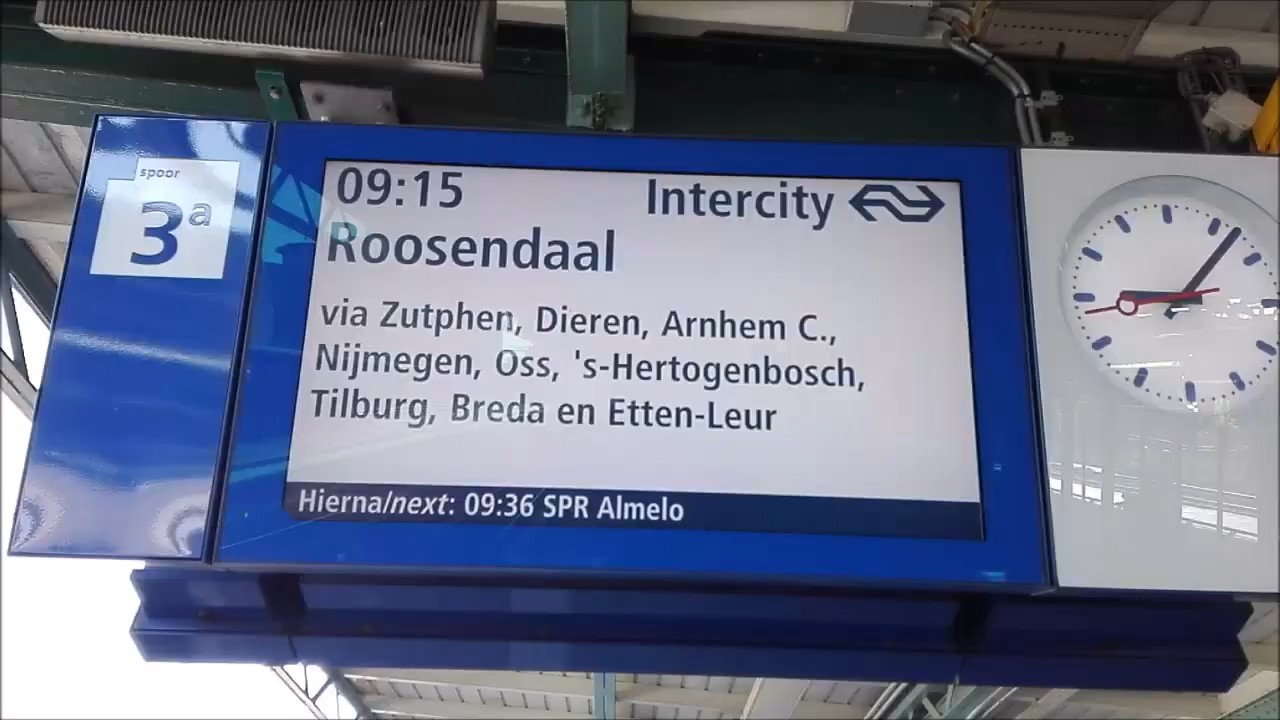 spoor
3a
09:15
Intercity
Roosendaal
via Zutphen, Dieren, Arnhem C.,
Nijmegen, Oss, 's-Hertogenbosch,
Tilburg, Breda en Etten-Leur
Hierna/next: 09:36 SPR Almelo